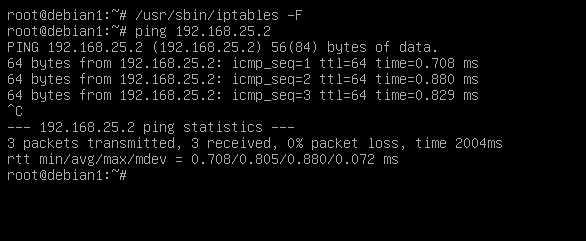 root@debian1:~# /usr/sbin/iptables -F
root@debian1:~# ping 192.168.25.2
PING 192.168.25.2 (192.168.25.2) 56(84) bytes of data.
64 bytes from 192.168.25.2: icmp_seq=1 ttl=64 time=0.708 ms
64 bytes from 192.168.25.2: icmp_seq=2 ttl=64 time=0.880 ms
64 bytes from 192.168.25.2: icmp_seq=3 ttl=64 time=0.829 ms
^C
--- 192.168.25.2 ping statistics ---
3 packets transmitted, 3 received, 0% packet loss, time 2004ms
rtt min/avg/max/mdev = 0.708/0.805/0.880/0.072 ms
root@debian1:~#